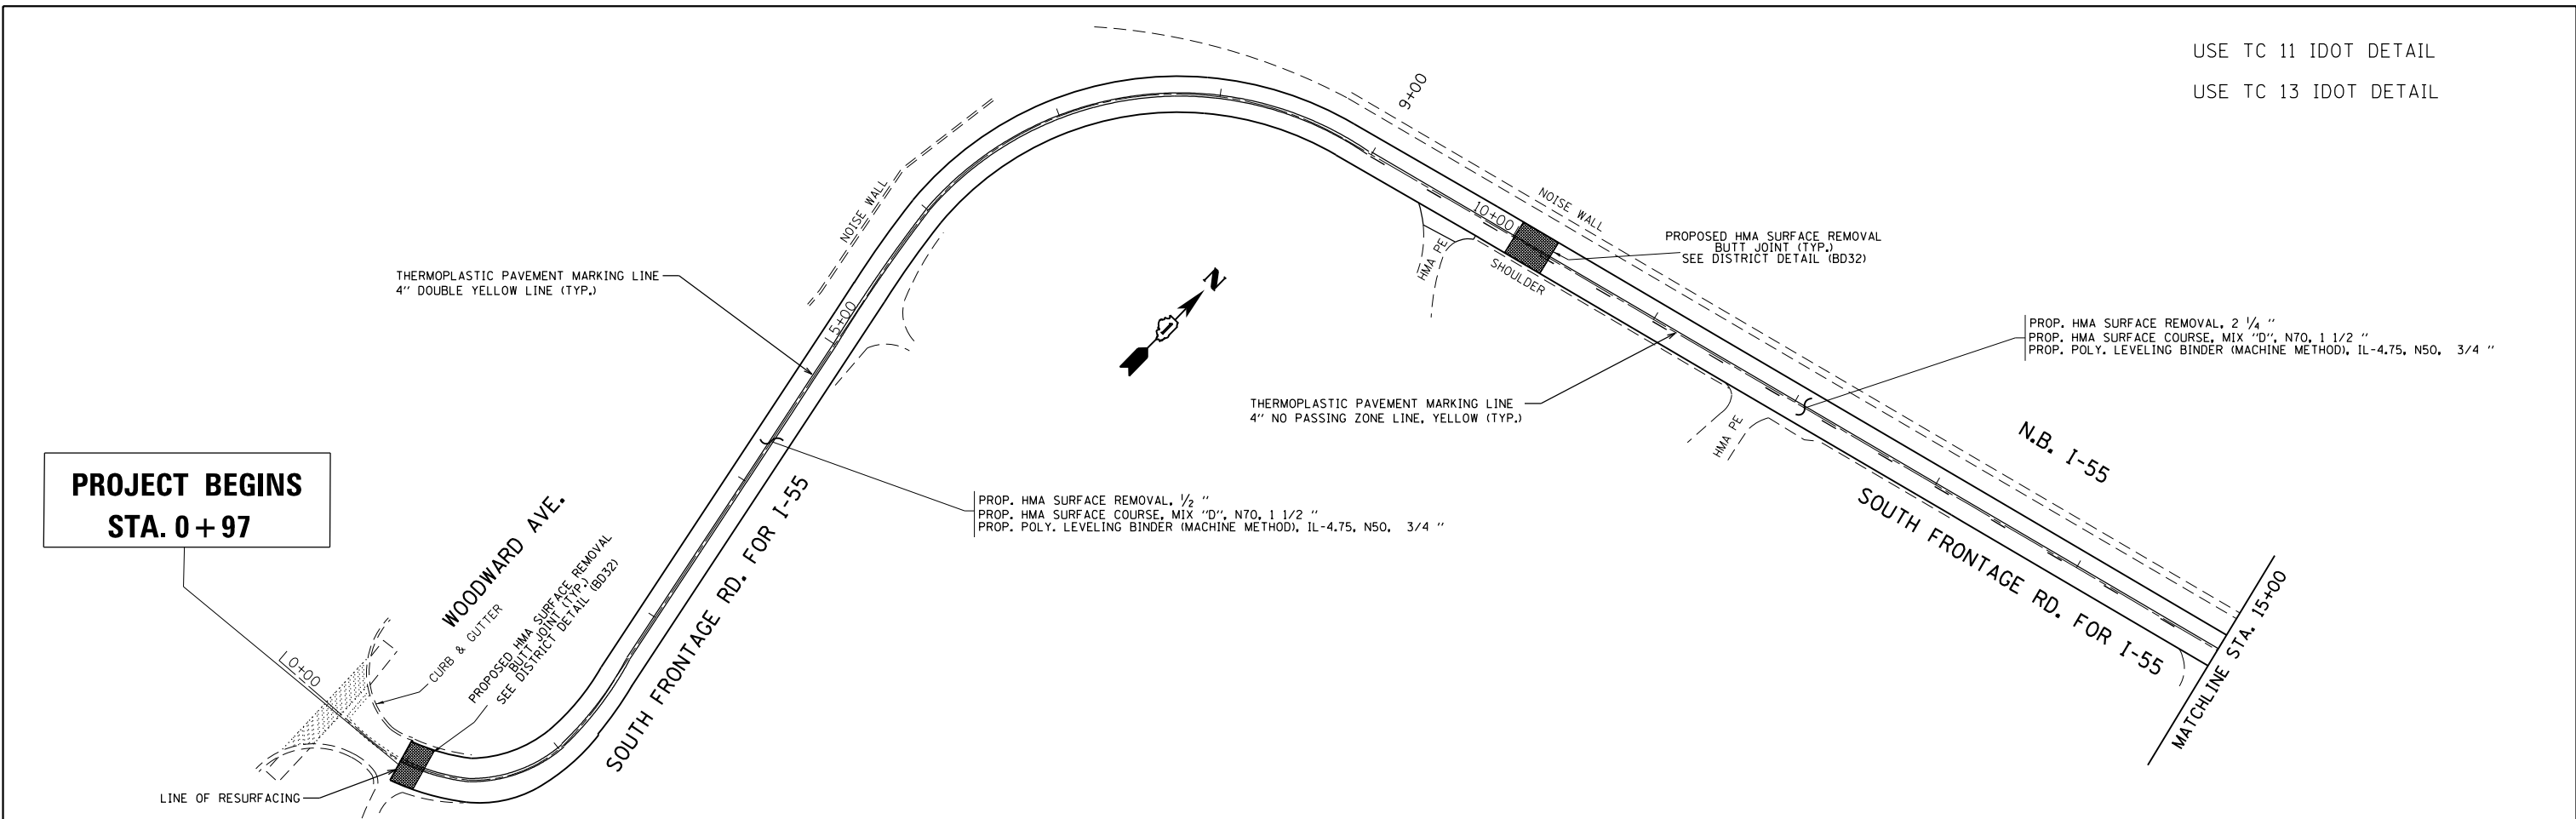 USE TC 11 IDOT DETAIL
USE TC 13 IDOT DETAIL
9+00
NOISE WALL
NOISE WALL
10+00
PROPOSED HMA SURFACE REMOVAL
BUTT JOINT (TYP.)
SEE DISTRICT DETAIL (BD32)
HMA PE
SHOULDER
THERMOPLASTIC PAVEMENT MARKING LINE
4" DOUBLE YELLOW LINE (TYP.)
N
5+00
PROP. HMA SURFACE REMOVAL, 2 1/4 "
PROP. HMA SURFACE COURSE, MIX "D", N70, 1 1/2 "
PROP. POLY. LEVELING BINDER (MACHINE METHOD), IL-4.75, N50, 3/4 "
THERMOPLASTIC PAVEMENT MARKING LINE
4" NO PASSING ZONE LINE, YELLOW (TYP.)
HMA PE
N.B. I-55
PROJECT BEGINS
STA. 0+97
WOODWARD AVE.
CURB & GUTTER
PROPOSED HMA SURFACE REMOVAL
BUTT JOINT (TYP.)
SEE DISTRICT DETAIL (BD32)
SOUTH FRONTAGE RD. FOR I-55
PROP. HMA SURFACE REMOVAL, 1/2 "
PROP. HMA SURFACE COURSE, MIX "D", N70, 1 1/2 "
PROP. POLY. LEVELING BINDER (MACHINE METHOD), IL-4.75, N50, 3/4 "
SOUTH FRONTAGE RD. FOR I-55
MATCHLINE STA. 15+00
0+00
LINE OF RESURFACING